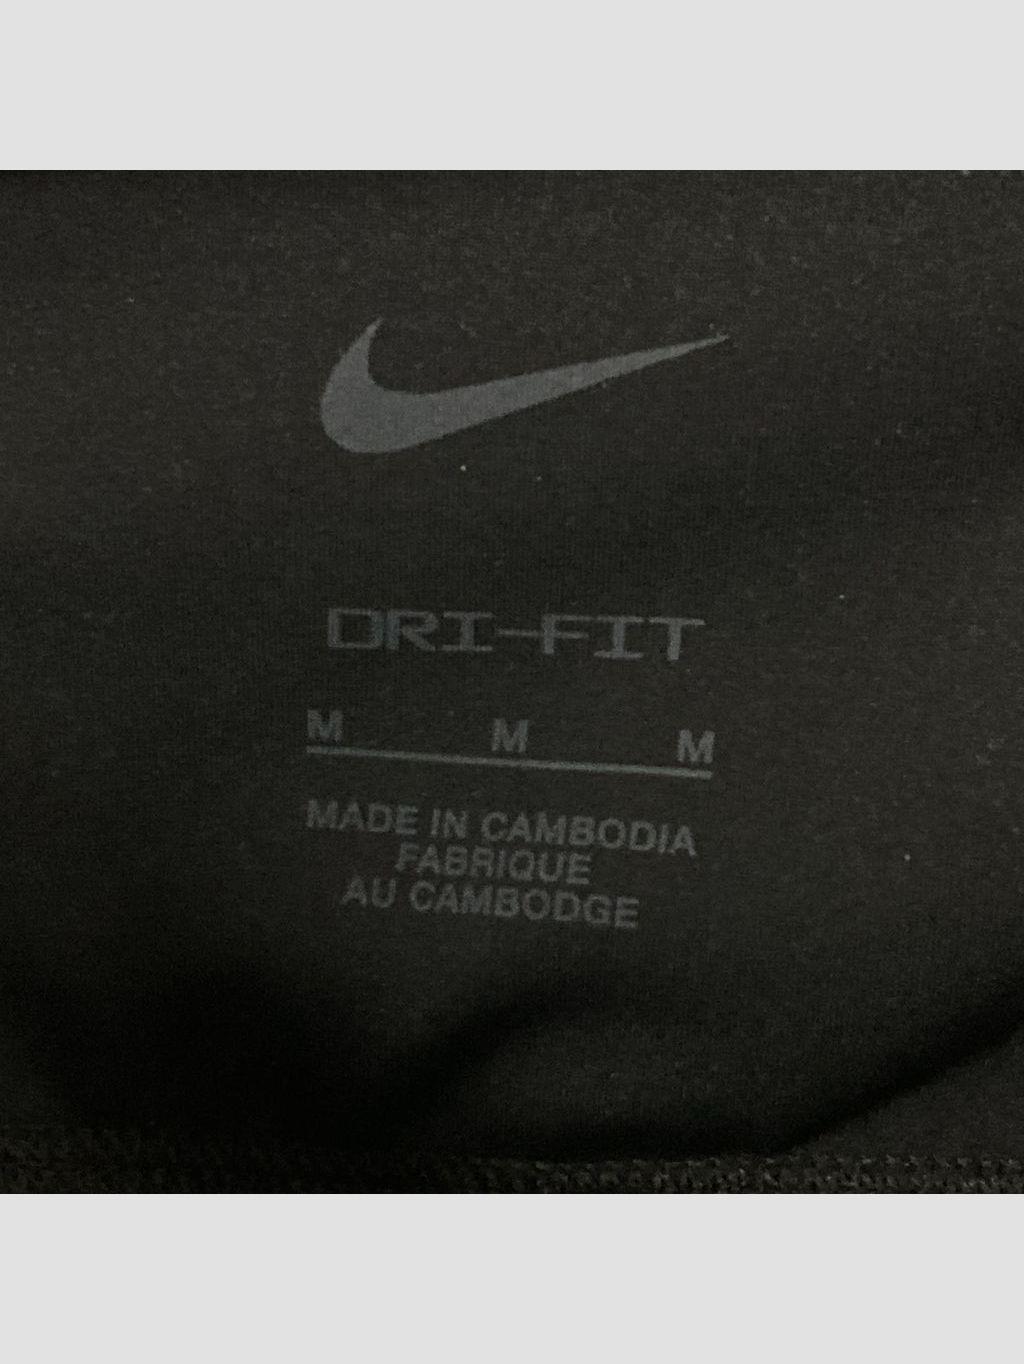 DRI-FIT
M M M
MADE IN CAMBODIA
FABRIQUE
AU CAMBODGE